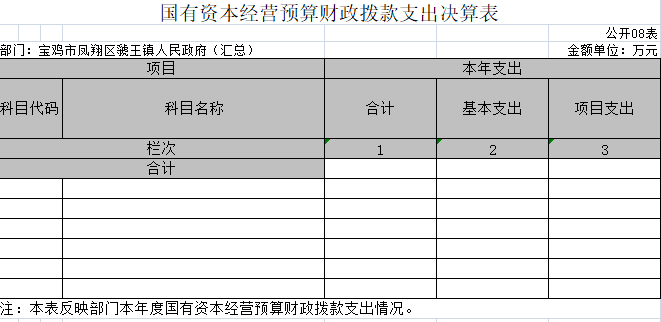 国有资本经营预算财政拨款支出决算表
公开08表
部门：宝鸡市凤翔区虢王镇人民政府（汇总） 金额单位：万元
项目 本年支出
科目代码 科目名称 合计 基本支出 项目支出
栏次 1 2 3
合计
注：本表反映部门本年度国有资本经营预算财政拨款支出情况。